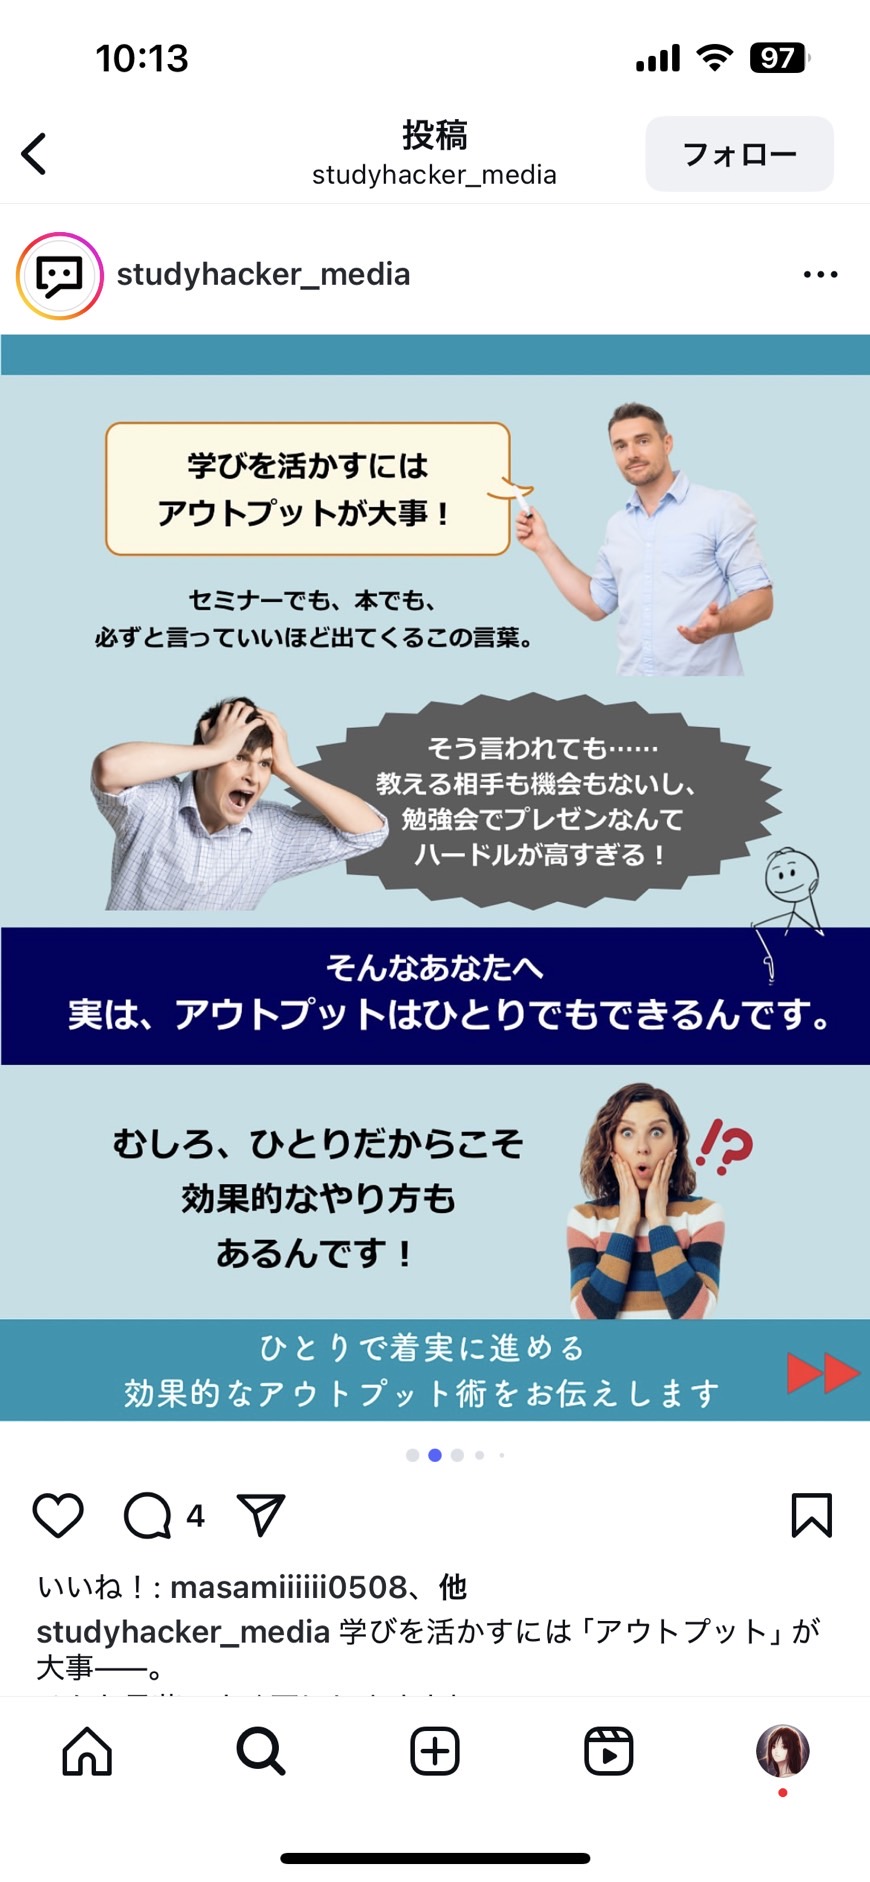 10:13
97
投稿
studyhacker_media
フォロー
studyhacker_media
学びを活かすには
アウトプットが大事！
セミナーでも、本でも、
必ずと言っていいほど出てくるこの言葉。
そう言われても……
教える相手も機会もないし、
勉強会でプレゼンなんて
ハードルが高すぎる！
そんなあなたへ
実は、アウトプットはひとりでもできるんです。
むしろ、ひとりだからこそ
効果的なやり方も
あるんです！
!?
ひとりで着実に進める
効果的なアウトプット術をお伝えします
4
いいね！: masamiiiiiii0508、他
studyhacker_media 学びを活かすには「アウトプット」が
大事——。